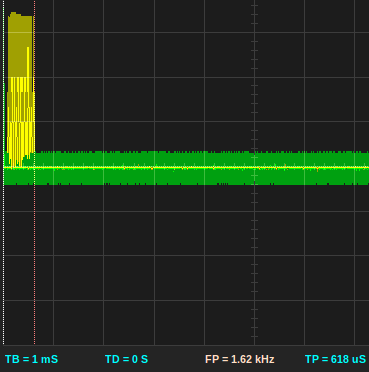 TB = 1 mS TD = 0 S FP = 1.62 kHz TP = 618 uS